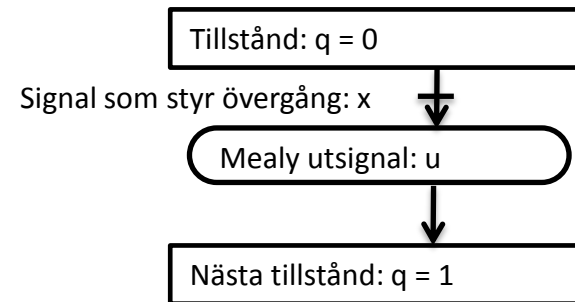 Tillstånd: q = 0
Signal som styr övergång: x
Mealy utsignal: u
Nästa tillstånd: q = 1